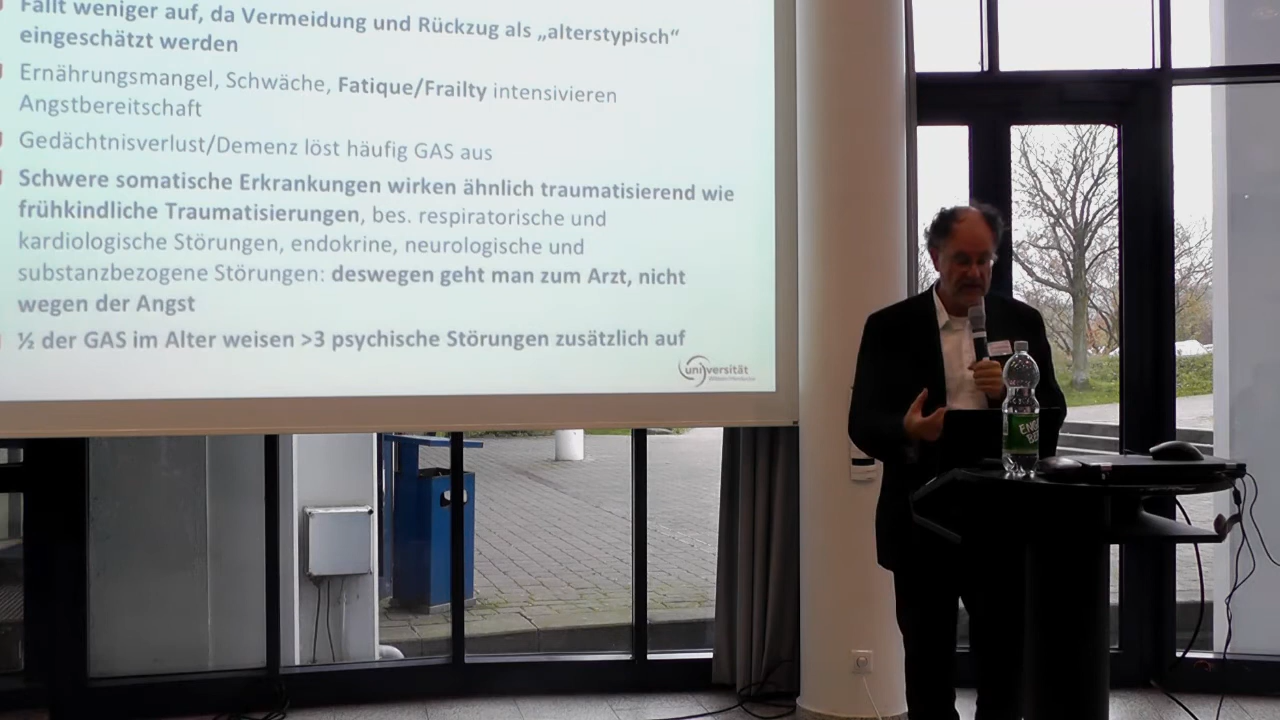 Fällt weniger auf, da Vermeidung und Rückzug als „alterstypisch“
eingeschätzt werden
Ernährungsmangel, Schwäche, Fatique/Frailty intensivieren
Angstbereitschaft
Gedächtnisverlust/Demenz löst häufig GAS aus
Schwere somatische Erkrankungen wirken ähnlich traumatisierend wie
frühkindliche Traumatisierungen, bes. respiratorische und
kardiologische Störungen, endokrine, neurologische und
substanzbezogene Störungen: deswegen geht man zum Arzt, nicht
wegen der Angst
½ der GAS im Alter weisen >3 psychische Störungen zusätzlich auf
universität
Witten/Herdecke